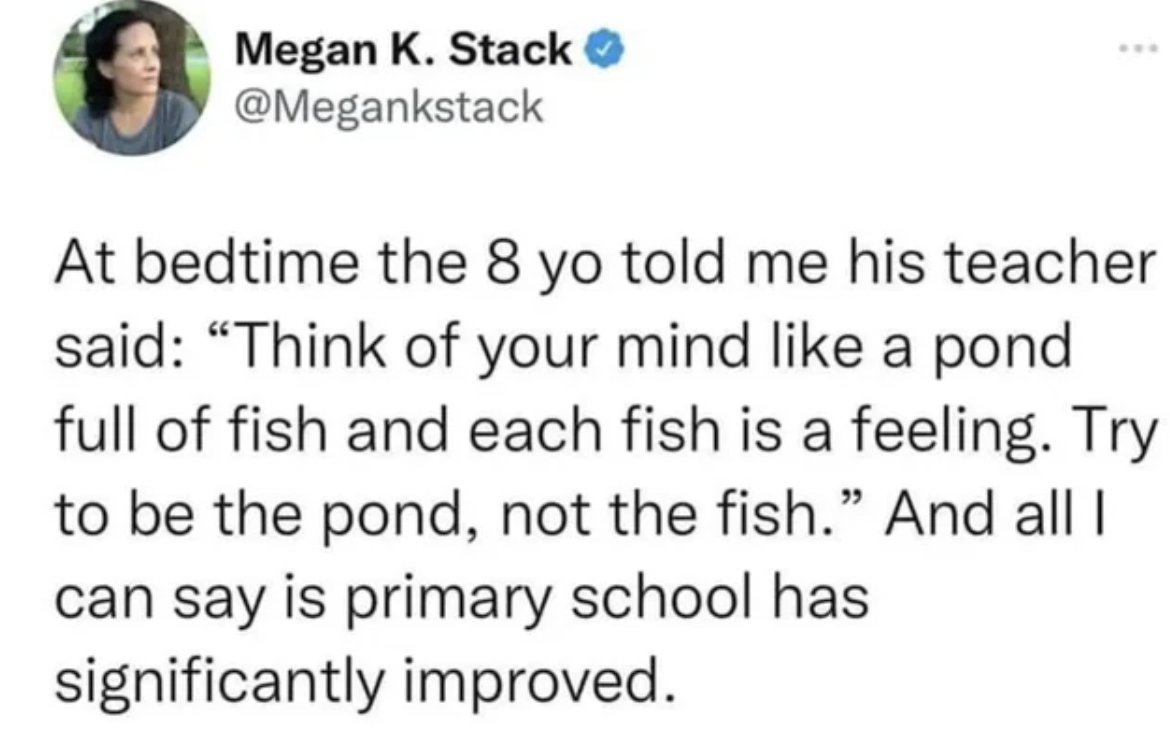 Megan K. Stack
@Megankstack
At bedtime the 8 yo told me his teacher
said: “Think of your mind like a pond
full of fish and each fish is a feeling. Try
to be the pond, not the fish.” And all I
can say is primary school has
significantly improved.